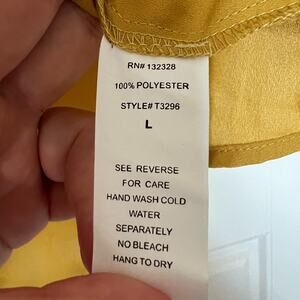 RN# 132328
100% POLYESTER
STYLE# T3296
L
SEE REVERSE
FOR CARE
HAND WASH COLD
WATER
SEPARATELY
NO BLEACH
HANG TO DRY